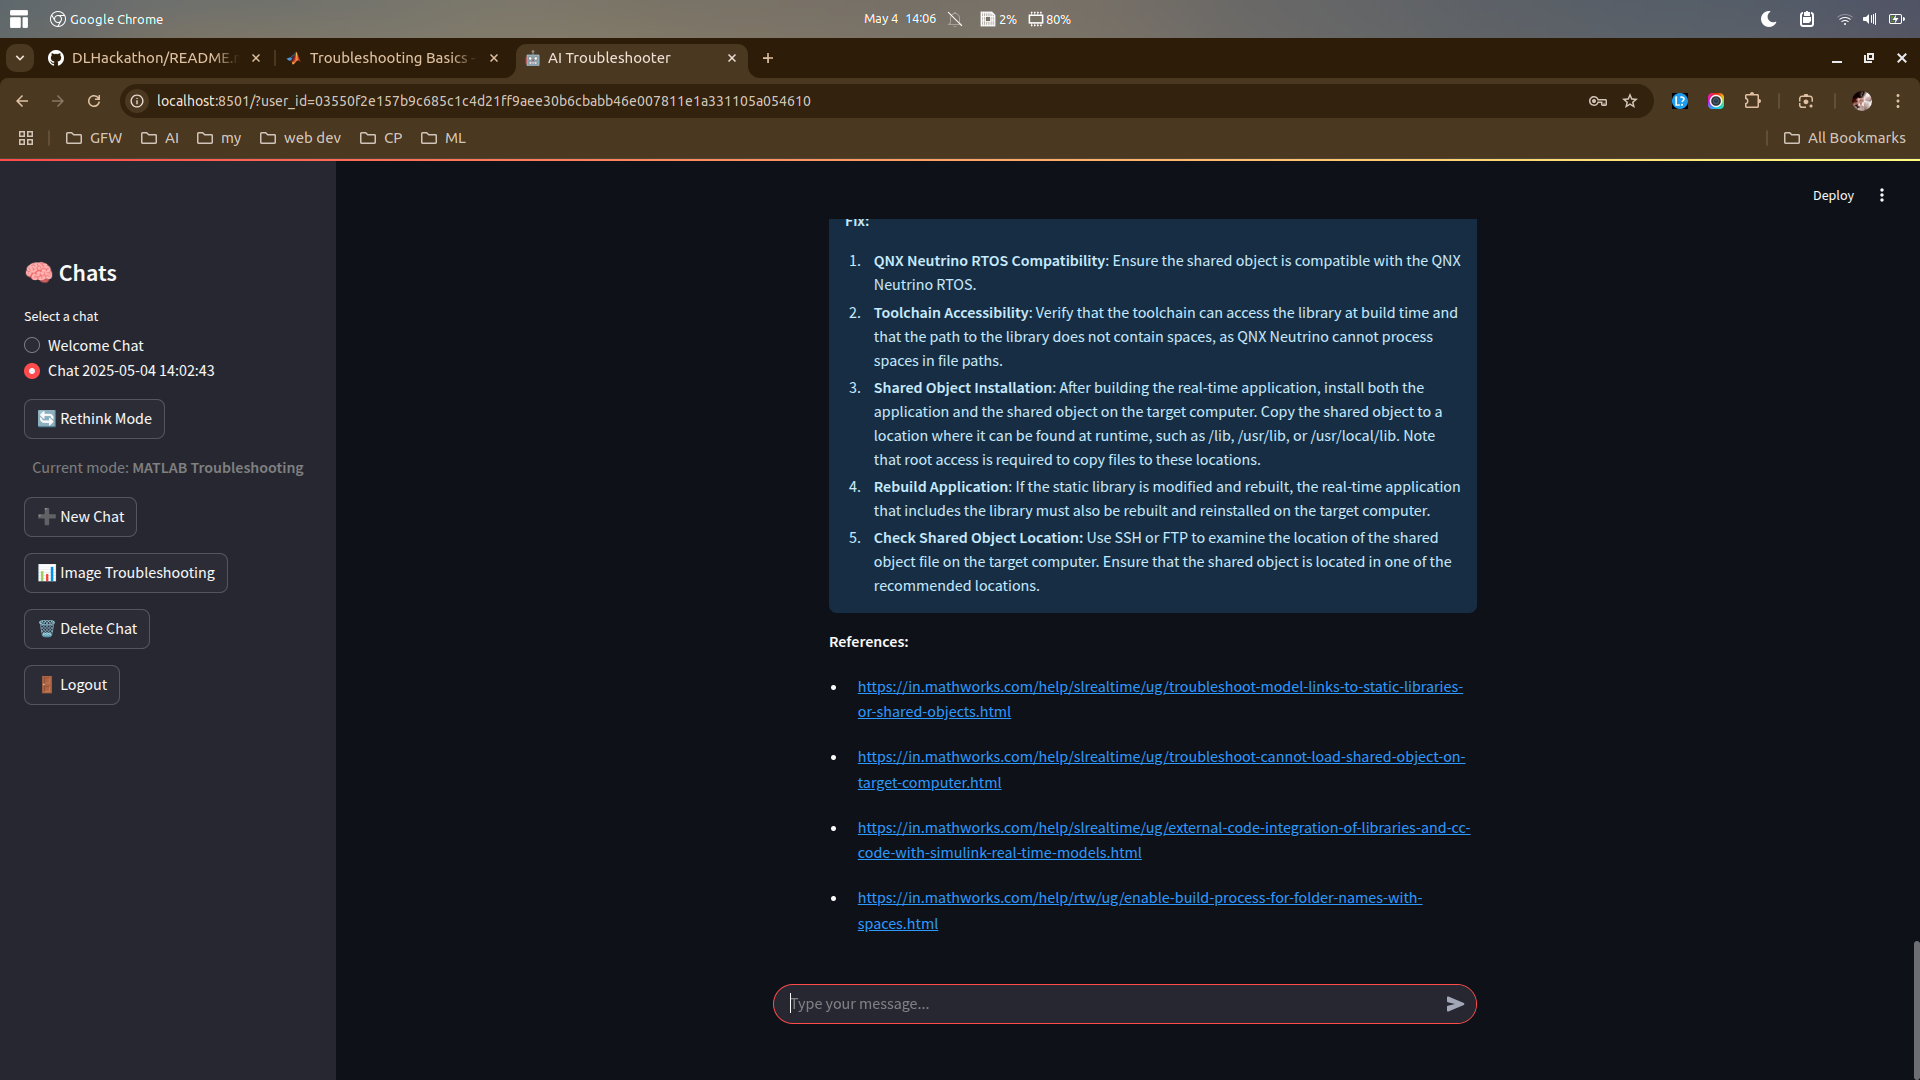 Google Chrome
May 4 14:06
2%
80%
DLHackathon/README.
Troubleshooting Basics
AI Troubleshooter
localhost:8501/?user_id=03550f2e157b9c685c1c4d21ff9aee30b6cbabb46e007811e1a331105a054610
GFW
AI
my
web dev
CP
ML
All Bookmarks
Deploy
🧠 Chats
Select a chat
Welcome Chat
Chat 2025-05-04 14:02:43
🔄 Rethink Mode
Current mode: MATLAB Troubleshooting
➕ New Chat
📊 Image Troubleshooting
🗑️ Delete Chat
🚪 Logout
Fix:
1. QNX Neutrino RTOS Compatibility: Ensure the shared object is compatible with the QNX
Neutrino RTOS.
2. Toolchain Accessibility: Verify that the toolchain can access the library at build time and
that the path to the library does not contain spaces, as QNX Neutrino cannot process
spaces in file paths.
3. Shared Object Installation: After building the real-time application, install both the
application and the shared object on the target computer. Copy the shared object to a
location where it can be found at runtime, such as /lib, /usr/lib, or /usr/local/lib. Note
that root access is required to copy files to these locations.
4. Rebuild Application: If the static library is modified and rebuilt, the real-time application
that includes the library must also be rebuilt and reinstalled on the target computer.
5. Check Shared Object Location: Use SSH or FTP to examine the location of the shared
object file on the target computer. Ensure that the shared object is located in one of the
recommended locations.
References:
• https://in.mathworks.com/help/slrealtime/ug/troubleshoot-model-links-to-static-libraries-
or-shared-objects.html
• https://in.mathworks.com/help/slrealtime/ug/troubleshoot-cannot-load-shared-object-on-
target-computer.html
• https://in.mathworks.com/help/slrealtime/ug/external-code-integration-of-libraries-and-cc-
code-with-simulink-real-time-models.html
• https://in.mathworks.com/help/rtw/ug/enable-build-process-for-folder-names-with-
spaces.html
Type your message...